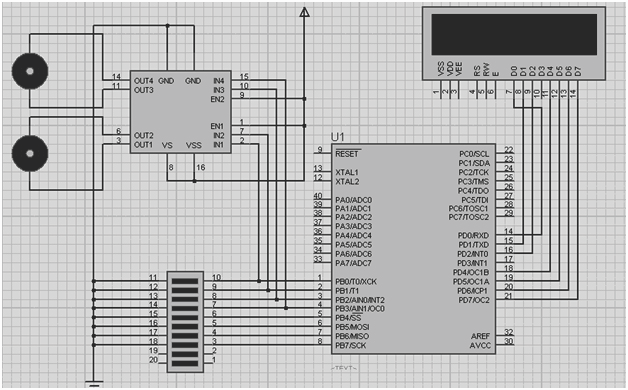 VSS VDD VEE RS RW E D0 D1 D2 D3 D4 D5 D6 D7
1 2 3 4 5 6 7 8 9 10 11 12 13 14
14 OUT4 GND GND IN4 15
11 OUT3 IN3 10
EN2 9
EN1 1
6 OUT2 IN2 7
3 OUT1 VS VSS IN1 2
8 16
U1
9 RESET PC0/SCL 22
PC1/SDA 23
13 XTAL1 PC2/TCK 24
12 XTAL2 PC3/TMS 25
PC4/TDO 26
40 PA0/ADC0 PC5/TDI 27
39 PA1/ADC1 PC6/TOSC1 28
38 PA2/ADC2 PC7/TOSC2 29
37 PA3/ADC3
36 PA4/ADC4 PD0/RXD 14
35 PA5/ADC5 PD1/TXD 15
34 PA6/ADC6 PD2/INT0 16
33 PA7/ADC7 PD3/INT1 17
PD4/OC1B 18
1 PB0/T0/XCK PD5/OC1A 19
2 PB1/T1 PD6/ICP1 20
3 PB2/AIN0/INT2 PD7/OC2 21
4 PB3/AIN1/OC0
5 PB4/SS
6 PB5/MOSI
7 PB6/MISO AREF 32
8 PB7/SCK AVCC 30
11 10
12 9
13 8
14 7
15 6
16 5
17 4
18 3
19 2
20 1
<TEXT>